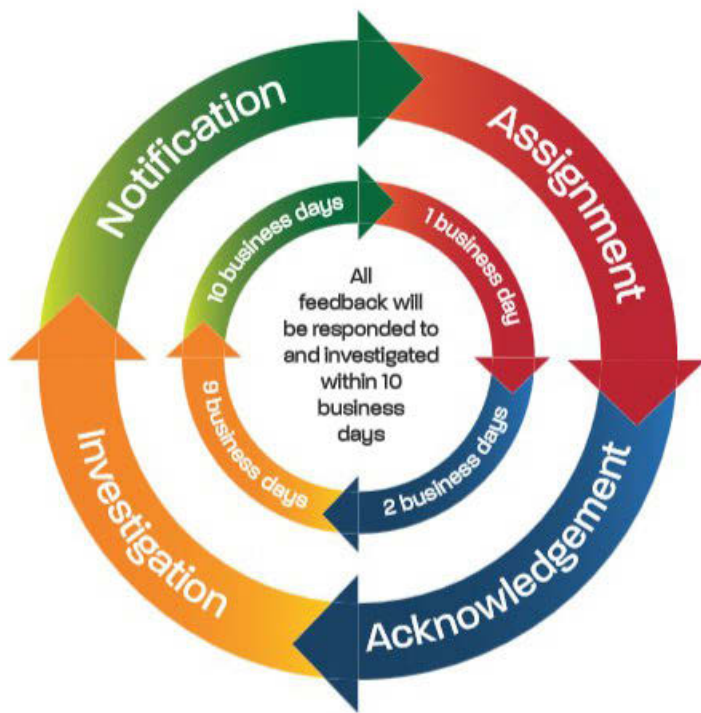 Notification
Assignment
Acknowledgement
Investigation
10 business days
1 business day
2 business days
9 business days
All
feedback will
be responded to
and investigated
within 10
business
days